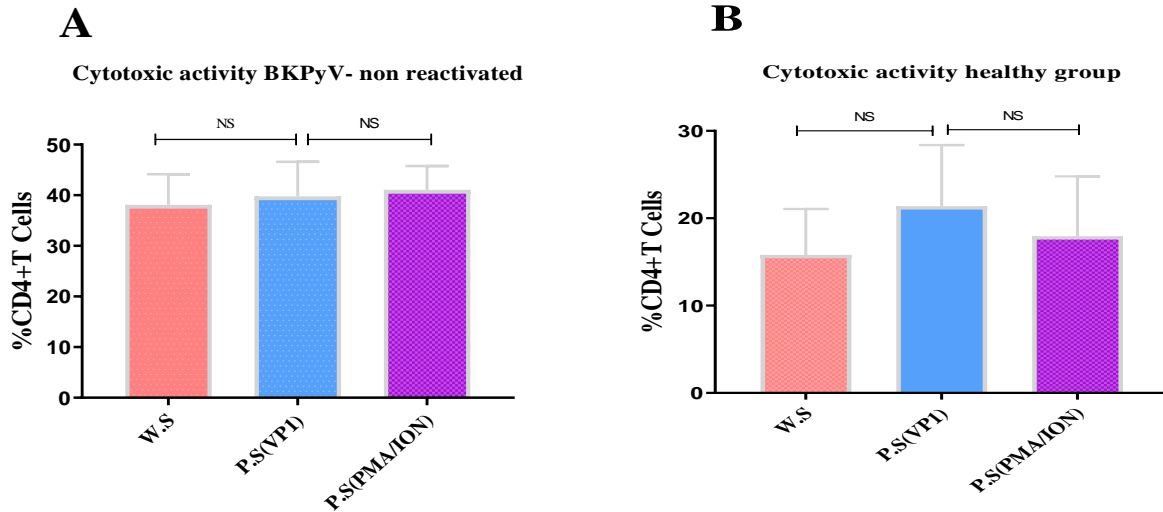 A
Cytotoxic activity BKPyV- non reactivated
NS
NS
50
40
30
20
10
0
%CD4+T Cells
W.S
P.S(VP1)
P.S(PMA/ION)
B
Cytotoxic activity healthy group
NS
NS
30
20
10
0
%CD4+T Cells
W.S
P.S(VP1)
P.S(PMA/ION)